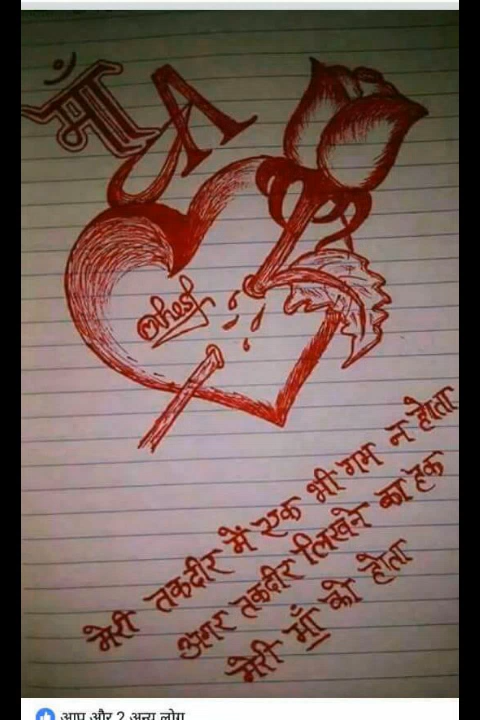 माँ
मेरी तकदीर में एक भी गम न होता
अगर तकदीर लिखने का हक
मेरी माँ को होता
आप और 2 अन्य लोग